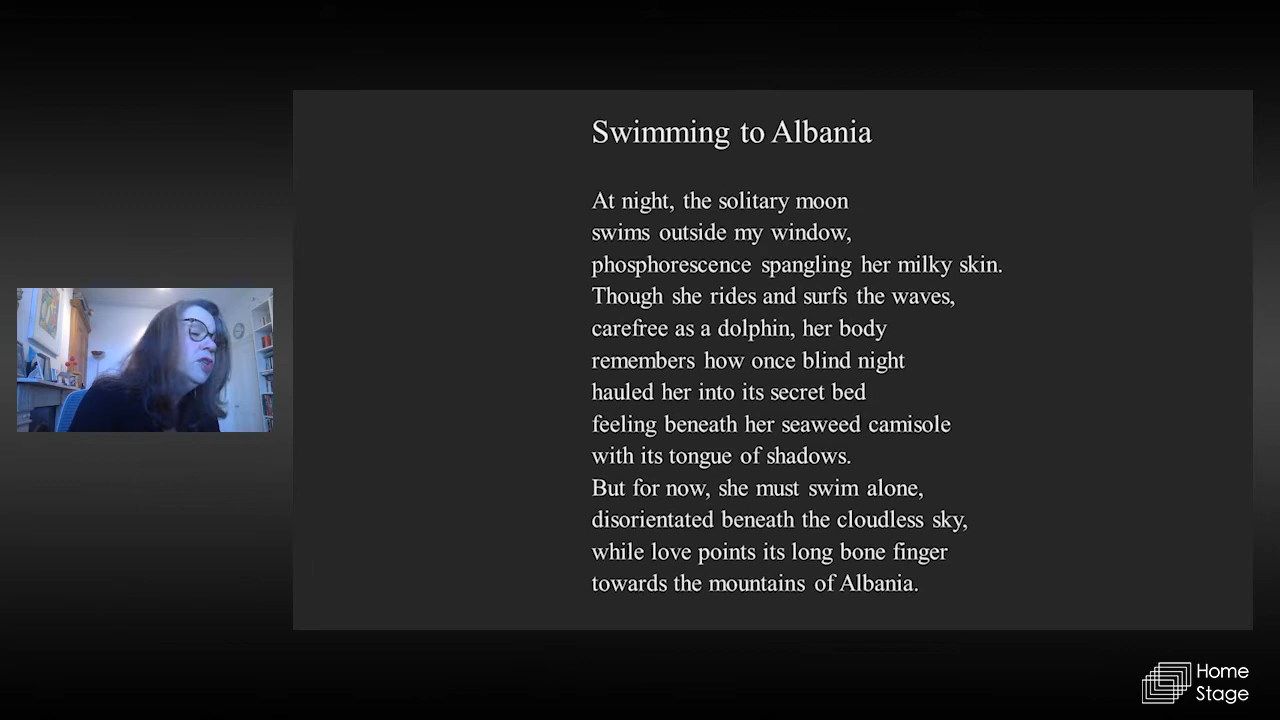 Swimming to Albania
At night, the solitary moon
swims outside my window,
phosphorescence spangling her milky skin.
Though she rides and surfs the waves,
carefree as a dolphin, her body
remembers how once blind night
hauled her into its secret bed
feeling beneath her seaweed camisole
with its tongue of shadows.
But for now, she must swim alone,
disorientated beneath the cloudless sky,
while love points its long bone finger
towards the mountains of Albania.
Home
Stage